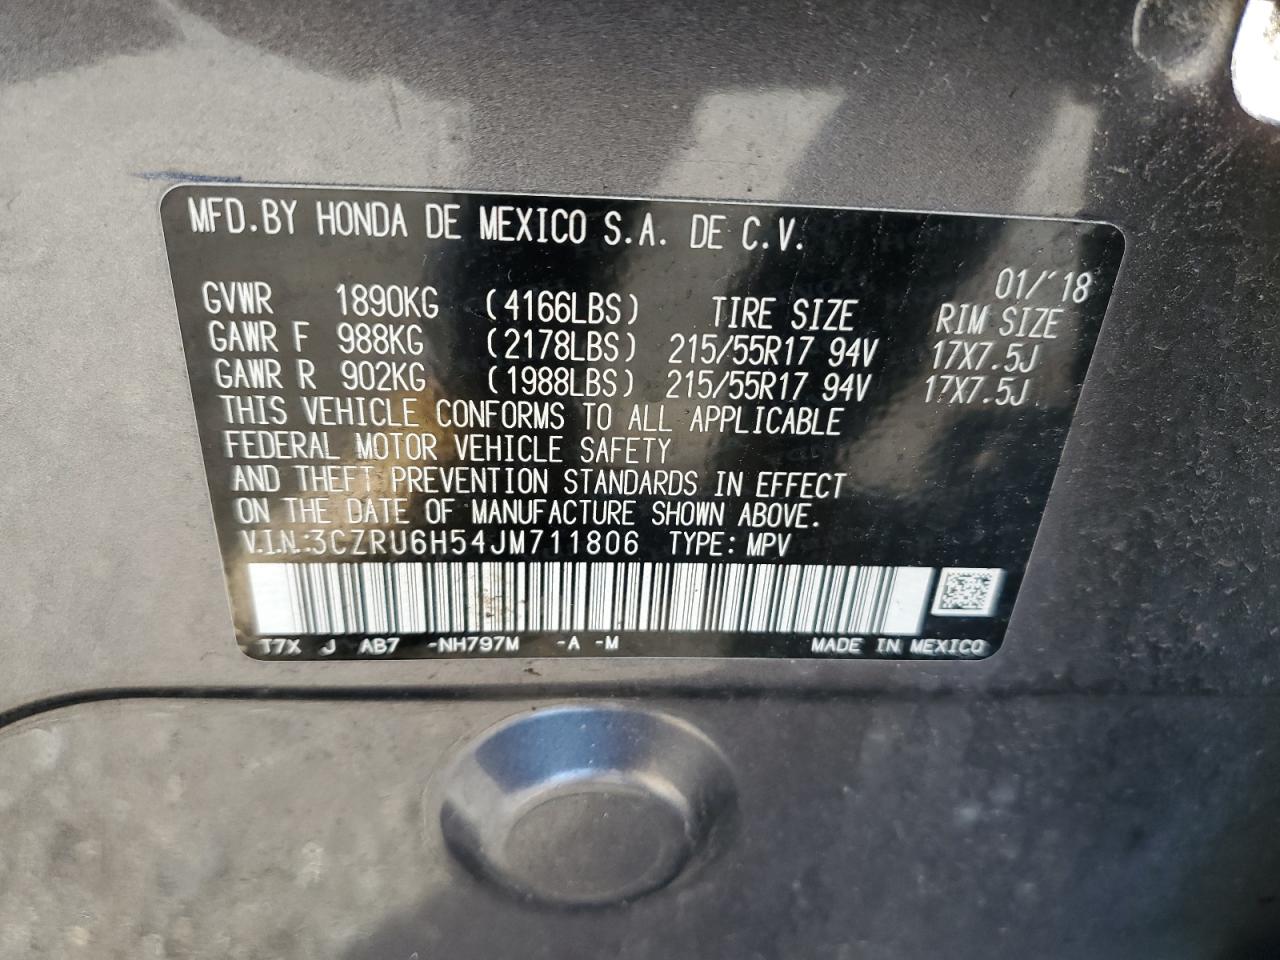 MFD.BY HONDA DE MEXICO S.A. DE C.V.
01/'18
GVWR 1890KG (4166LBS) TIRE SIZE RIM SIZE
GAWR F 988KG (2178LBS) 215/55R17 94V 17X7.5J
GAWR R 902KG (1988LBS) 215/55R17 94V 17X7.5J
THIS VEHICLE CONFORMS TO ALL APPLICABLE
FEDERAL MOTOR VEHICLE SAFETY
AND THEFT PREVENTION STANDARDS IN EFFECT
ON THE DATE OF MANUFACTURE SHOWN ABOVE.
V.I.N.:3CZRU6H54JM711806 TYPE: MPV
T7X J AB7 -NH797M -A -M MADE IN MEXICO